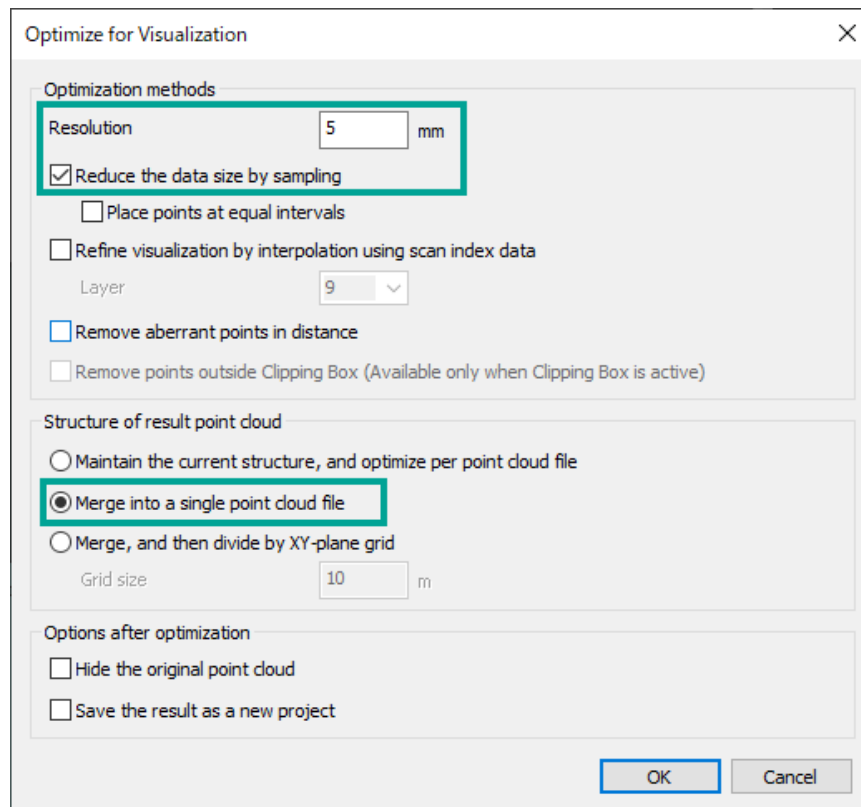 Optimize for Visualization
Optimization methods
Resolution 5 mm
Reduce the data size by sampling
Place points at equal intervals
Refine visualization by interpolation using scan index data
Layer 9
Remove aberrant points in distance
Remove points outside Clipping Box (Available only when Clipping Box is active)
Structure of result point cloud
Maintain the current structure, and optimize per point cloud file
Merge into a single point cloud file
Merge, and then divide by XY-plane grid
Grid size 10 m
Options after optimization
Hide the original point cloud
Save the result as a new project
OK Cancel